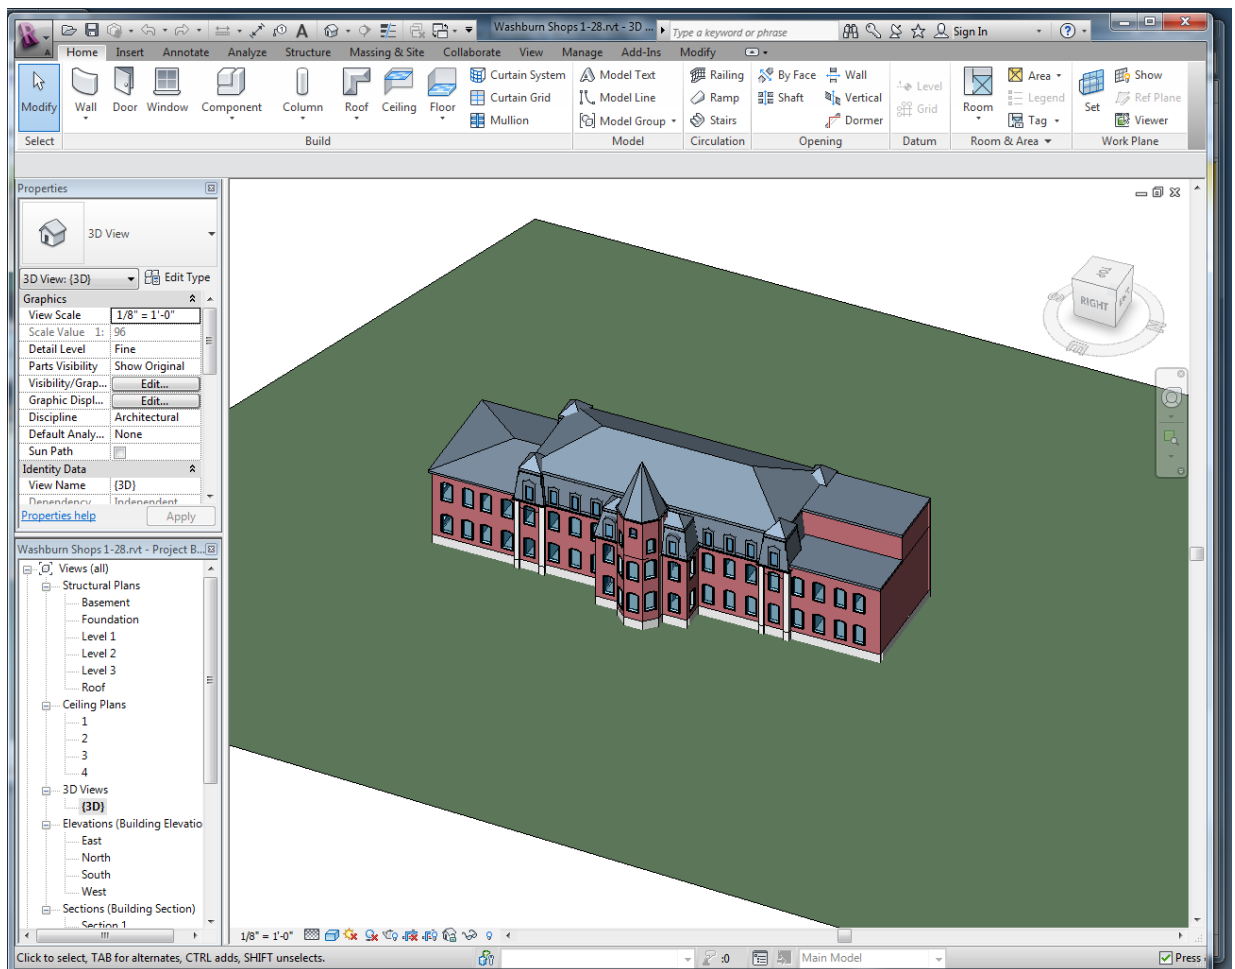 Washburn Shops 1-28.rvt - 3D ... Type a keyword or phrase Sign In
Home Insert Annotate Analyze Structure Massing & Site Collaborate View Manage Add-Ins Modify
Modify Wall Door Window Component Column Roof Ceiling Floor
Curtain System Model Text Railing By Face Wall Level Room Area Set Show
Curtain Grid Model Line Ramp Shaft Vertical Grid Legend Ref Plane
Mullion Model Group Stairs Dormer Tag Viewer
Select Build Model Circulation Opening Datum Room & Area Work Plane
Properties
3D View
3D View: {3D} Edit Type
Graphics
View Scale 1/8" = 1'-0"
Scale Value 1: 96
Detail Level Fine
Parts Visibility Show Original
Visibility/Grap... Edit...
Graphic Displ... Edit...
Discipline Architectural
Default Analy... None
Sun Path
Identity Data
View Name {3D}
Dependency Independent
Properties help Apply
Washburn Shops 1-28.rvt - Project B...
Views (all)
Structural Plans
Basement
Foundation
Level 1
Level 2
Level 3
Roof
Ceiling Plans
1
2
3
4
3D Views
{3D}
Elevations (Building Elevatio
East
North
South
West
Sections (Building Section)
Section 1
TOP
RIGHT
1/8" = 1'-0"
Click to select, TAB for alternates, CTRL adds, SHIFT unselects. :0 Main Model Press